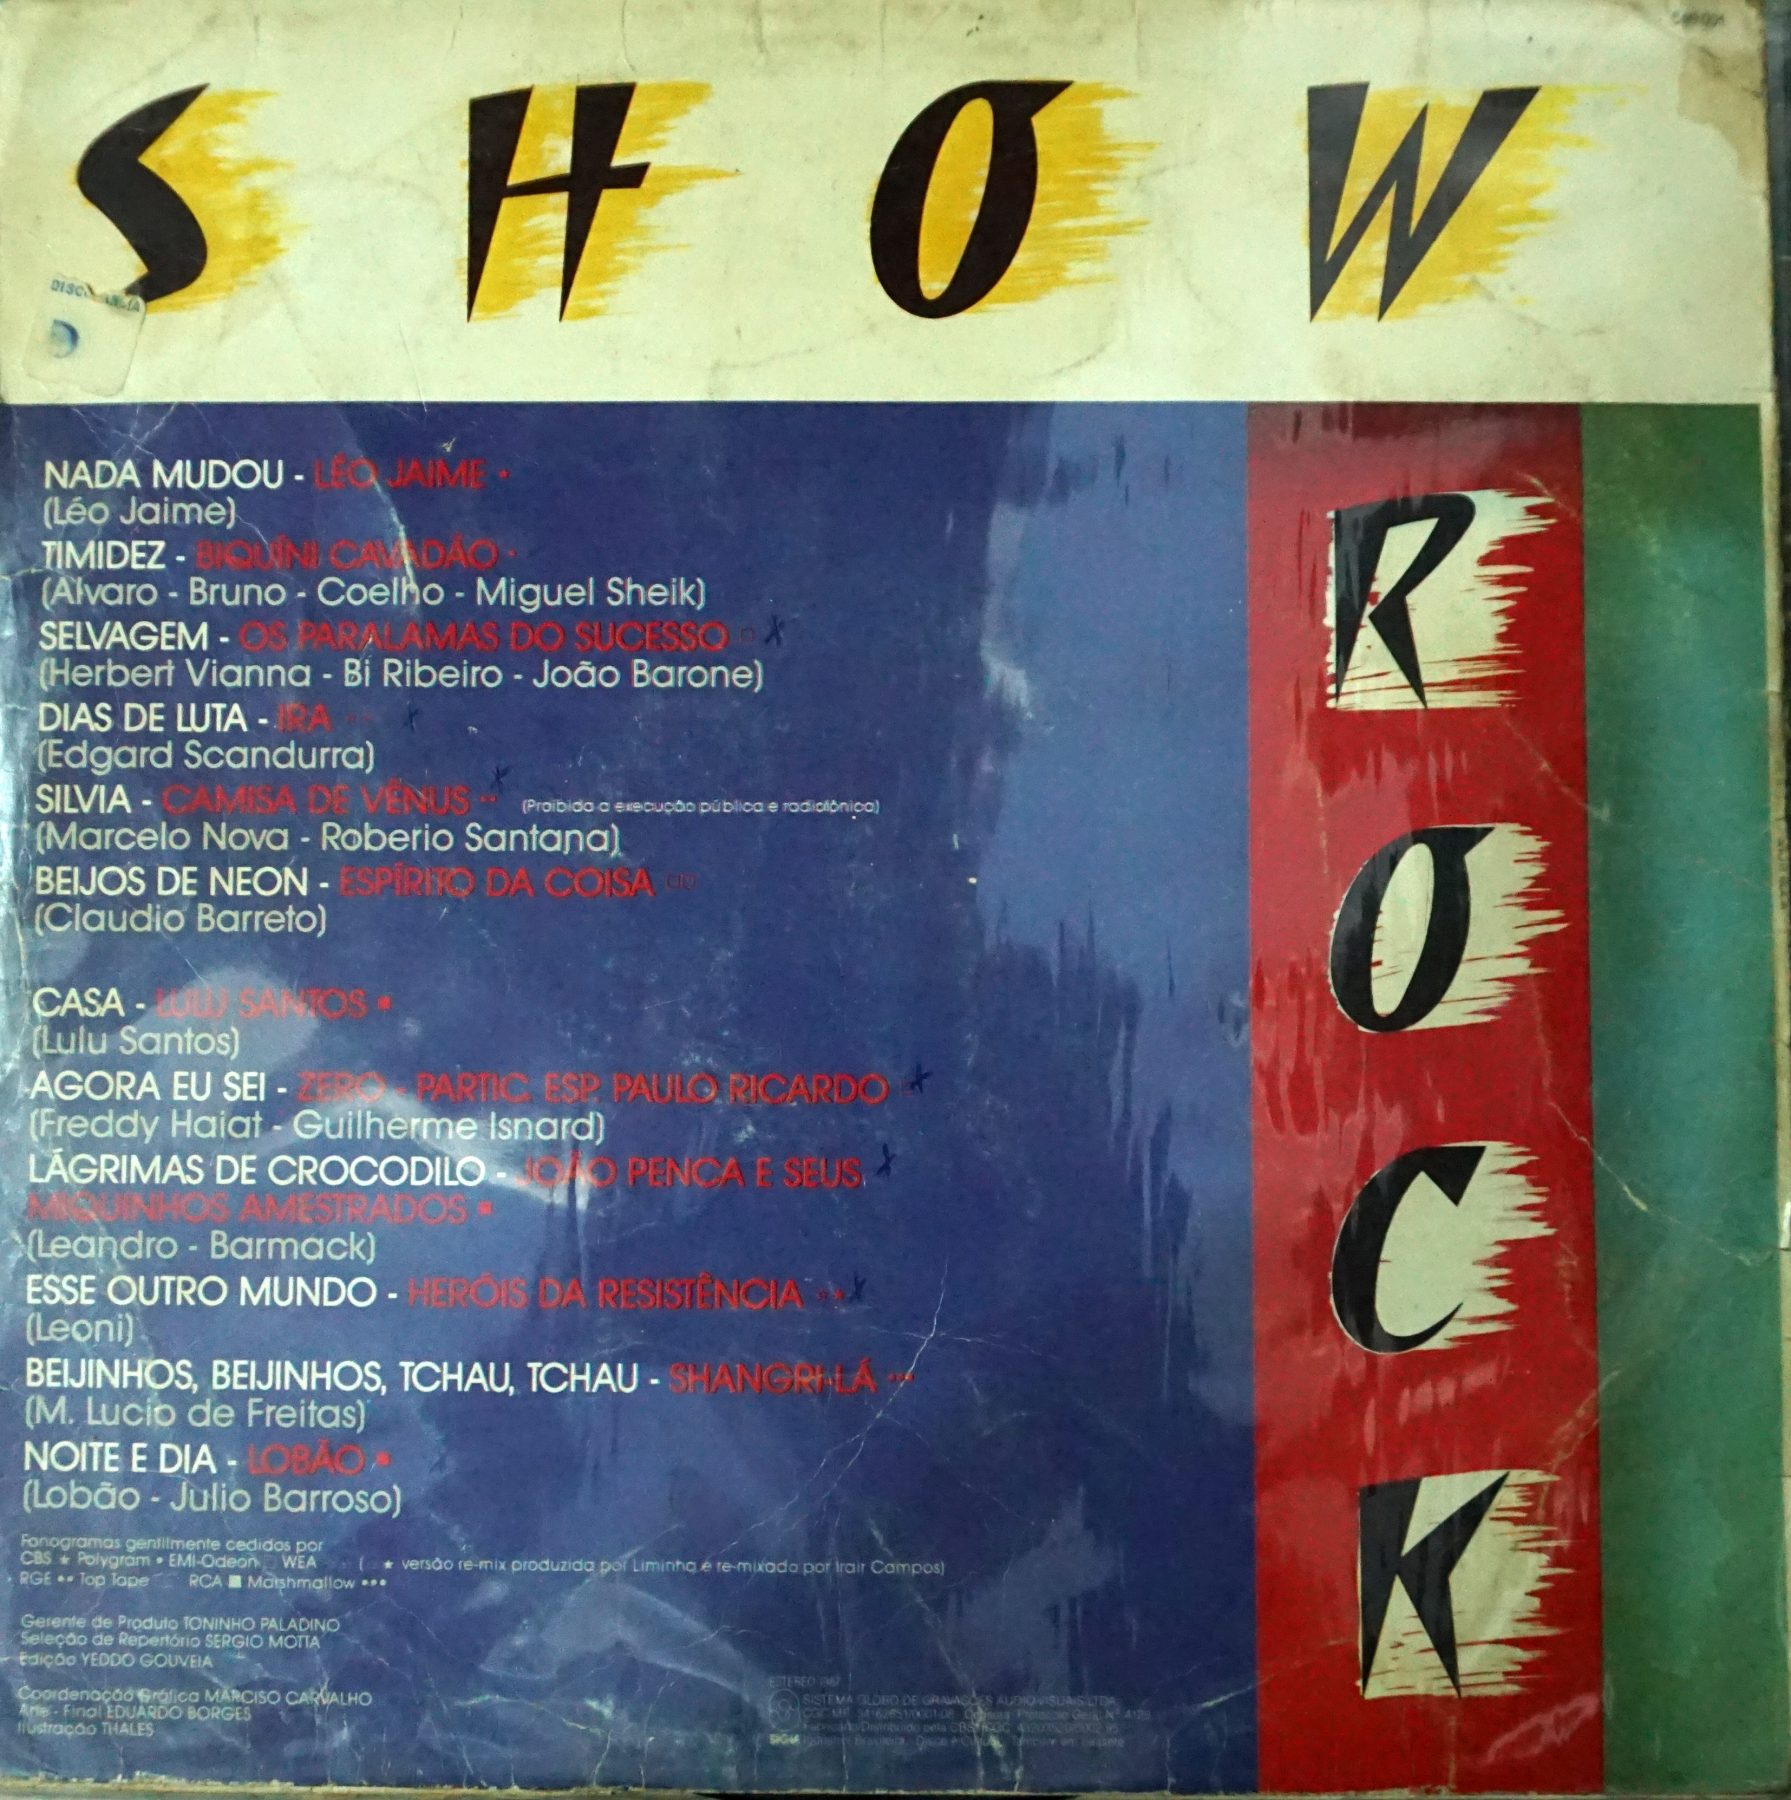 SHOW
ROCK
NADA MUDOU - LÉO JAIME ★
(Léo Jaime)
TIMIDEZ - BIQUÍNI CAVADÃO •
(Alvaro - Bruno - Coelho - Miguel Sheik)
SELVAGEM - OS PARALAMAS DO SUCESSO □
(Herbert Vianna - Bi Ribeiro - João Barone)
DIAS DE LUTA - IRA
(Edgard Scandurra)
SILVIA - CAMISA DE VÊNUS •• (Proibida a execução pública e radiofônica)
(Marcelo Nova - Roberio Santana)
BEIJOS DE NEON - ESPÍRITO DA COISA
(Claudio Barreto)
CASA - LULU SANTOS ■
(Lulu Santos)
AGORA EU SEI - ZERO - PARTIC. ESP. PAULO RICARDO
(Freddy Haiat - Guilherme Isnard)
LÁGRIMAS DE CROCODILO - JOÃO PENCA E SEUS
MIQUINHOS AMESTRADOS ■
(Leandro - Barmack)
ESSE OUTRO MUNDO - HERÓIS DA RESISTÊNCIA
(Leoni)
BEIJINHOS, BEIJINHOS, TCHAU, TCHAU - SHANGRI-LÁ •••
(M. Lucio de Freitas)
NOITE E DIA - LOBÃO ■
(Lobão - Julio Barroso)
Fonogramas gentilmente cedidos por
CBS ★ Polygram • EMI-Odeon □ WEA ( ★ versão re-mix produzida por Liminha e re-mixado por Irair Campos)
RGE •• Top Tape RCA ■ Marshmallow •••
Gerente de Produto TONINHO PALADINO
Seleção de Repertório SERGIO MOTTA
Edição YEDDO GOUVEIA
Coordenação Gráfica MARCISO CARVALHO
Arte - Final EDUARDO BORGES
Ilustração THALES
ESTÉREO 1987
SISTEMA GLOBO DE GRAVAÇÕES AUDIO VISUAIS LTDA
SIGLA Indústria Brasileira